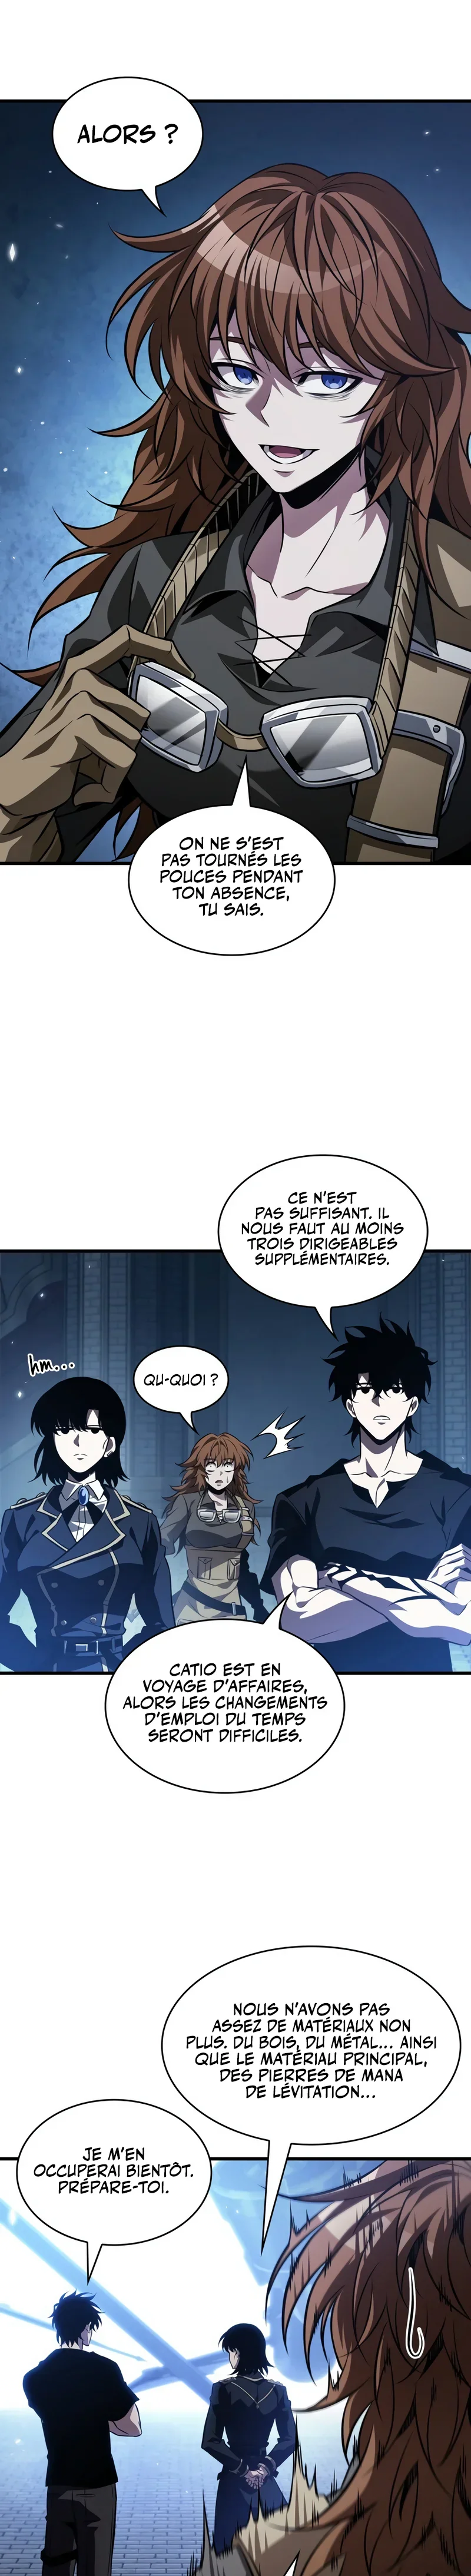 ALORS ?
ON NE S'EST
PAS TOURNÉS LES
POUCES PENDANT
TON ABSENCE,
TU SAIS.
CE N'EST
PAS SUFFISANT. IL
NOUS FAUT AU MOINS
TROIS DIRIGEABLES
SUPPLÉMENTAIRES.
hm...
QU-QUOI ?
CATIO EST EN
VOYAGE D'AFFAIRES,
ALORS LES CHANGEMENTS
D'EMPLOI DU TEMPS
SERONT DIFFICILES.
NOUS N'AVONS PAS
ASSEZ DE MATÉRIAUX NON
PLUS. DU BOIS, DU MÉTAL... AINSI
QUE LE MATÉRIAU PRINCIPAL,
DES PIERRES DE MANA
DE LÉVITATION...
JE M'EN
OCCUPERAI BIENTÔT.
PRÉPARE-TOI.